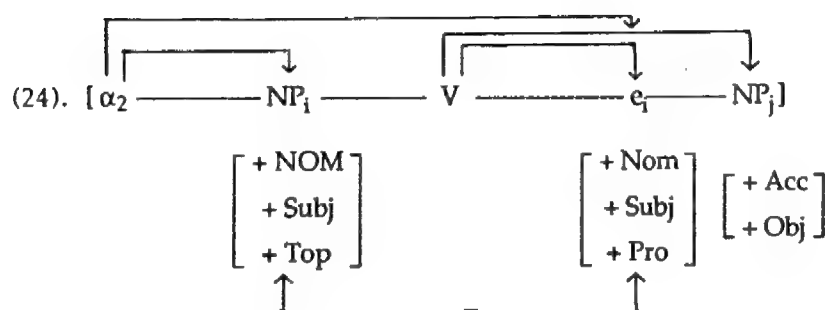 (24). [α₂ NPᵢ V eᵢ NPⱼ]
+ NOM + Nom + Acc
+ Subj + Subj + Obj
+ Top + Pro